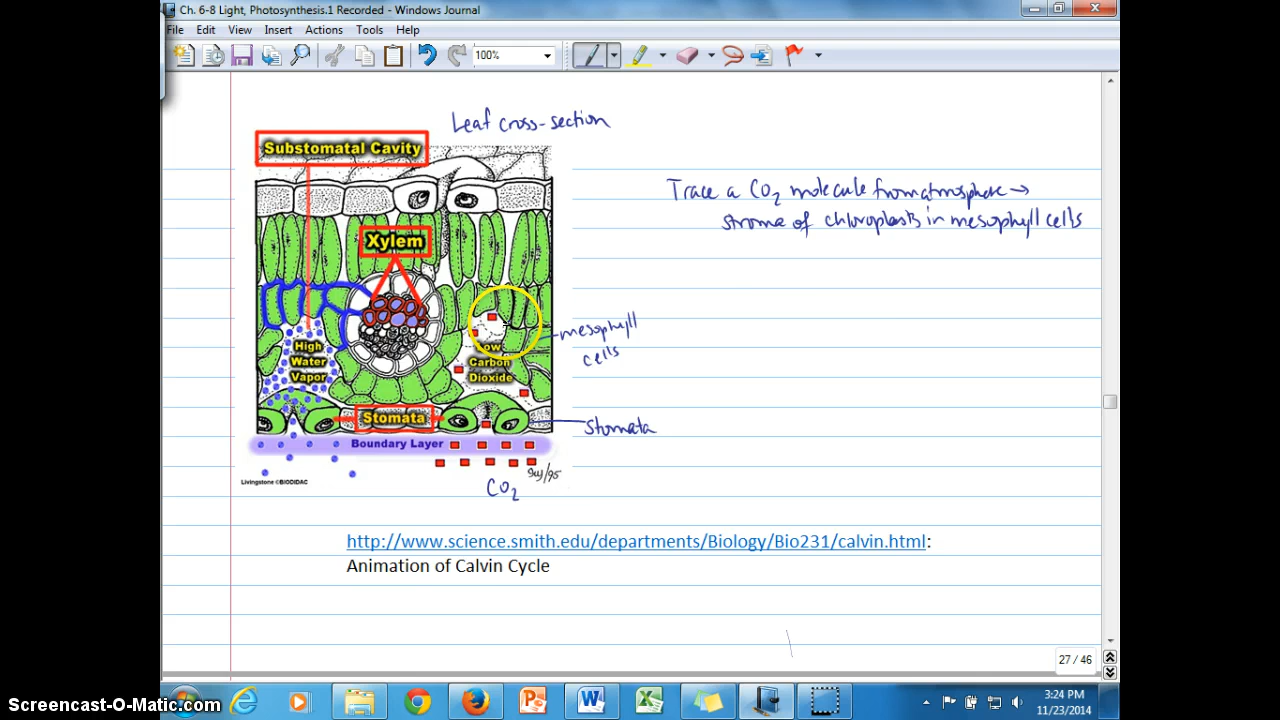 Ch. 6-8 Light, Photosynthesis.1 Recorded - Windows Journal
File Edit View Insert Actions Tools Help
100%
Leaf cross-section
Substomatal Cavity
Trace a CO2 molecule from atmosphere →
stroma of chloroplasts in mesophyll cells
Xylem
mesophyll
cells
High
Water
Vapor
Low
Carbon
Dioxide
Stomata
Stomata
Boundary Layer
Livingstone ©BIODIDAC
CO2
http://www.science.smith.edu/departments/Biology/Bio231/calvin.html:
Animation of Calvin Cycle
27 / 46
Screencast-O-Matic.com
3:24 PM
11/23/2014